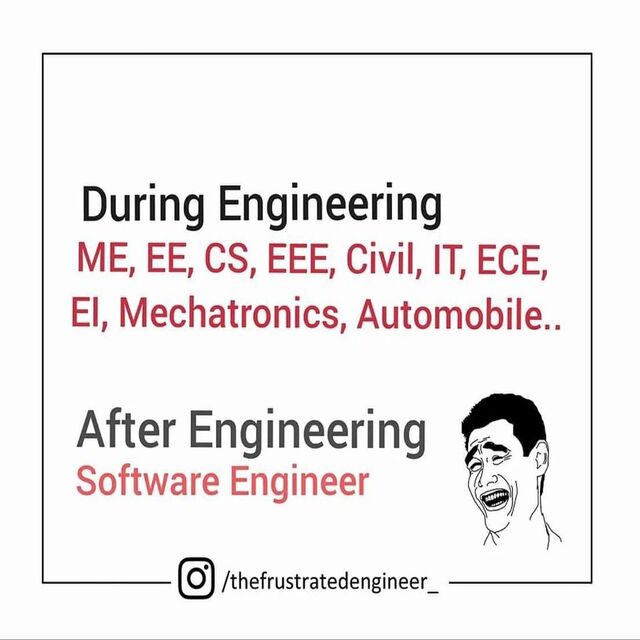 During Engineering
ME, EE, CS, EEE, Civil, IT, ECE,
EI, Mechatronics, Automobile..
After Engineering
Software Engineer
/thefrustratedengineer_